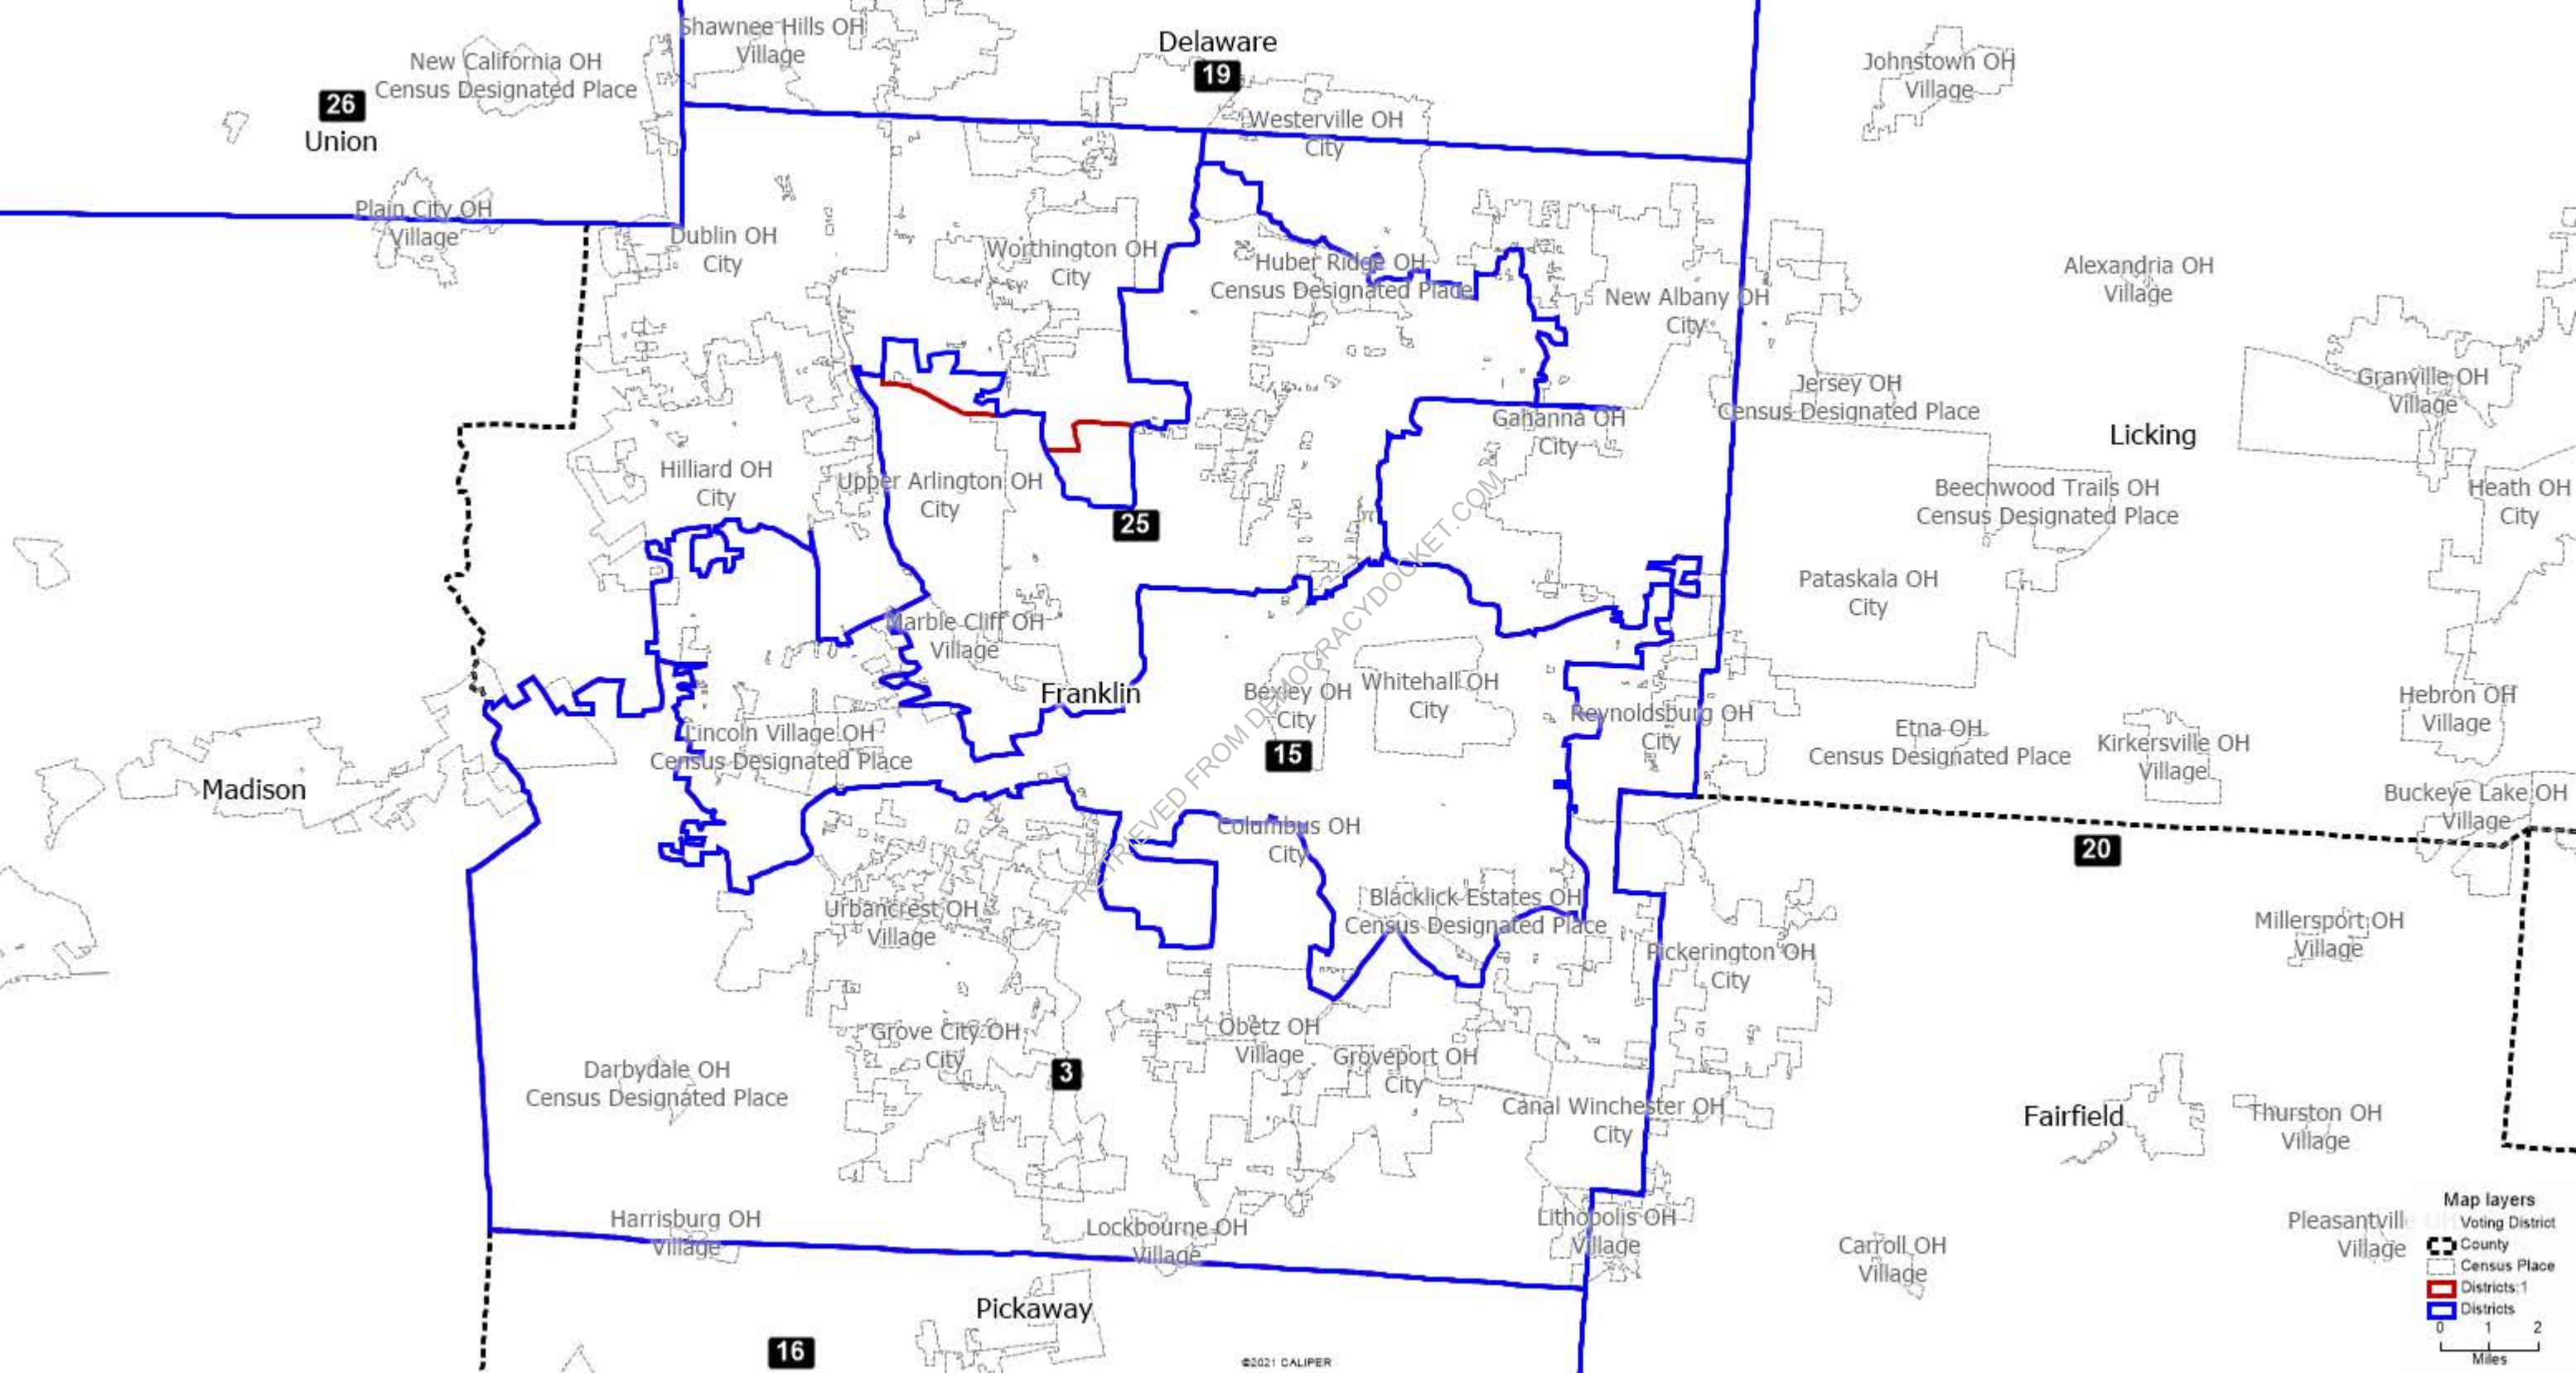 Shawnee Hills OH
Village
Delaware
19
New California OH
Census Designated Place
26
Union
Johnstown OH
Village
Westerville OH
City
Plain City OH
Village
Dublin OH
City
Worthington OH
City
Huber Ridge OH
Census Designated Place
New Albany OH
City
Alexandria OH
Village
Jersey OH
Census Designated Place
Granville OH
Village
Gahanna OH
City
Licking
Hilliard OH
City
Upper Arlington OH
City
25
Beechwood Trails OH
Census Designated Place
Heath OH
City
Pataskala OH
City
Marble Cliff OH
Village
Franklin
Bexley OH
City
Whitehall OH
City
Reynoldsburg OH
City
Etna OH
Census Designated Place
Kirkersville OH
Village
Hebron OH
Village
Lincoln Village OH
Census Designated Place
15
Madison
Buckeye Lake OH
Village
Columbus OH
City
20
RETRIEVED FROM DEMOCRACYDOCKET.COM
Urbancrest OH
Village
Blacklick Estates OH
Census Designated Place
Pickerington OH
City
Millersport OH
Village
Grove City OH
City
Obetz OH
Village
Groveport OH
City
3
Darbydale OH
Census Designated Place
Canal Winchester OH
City
Fairfield
Thurston OH
Village
Harrisburg OH
Village
Lockbourne OH
Village
Lithopolis OH
Village
Carroll OH
Village
Pleasantvill
Village
Pickaway
16
©2021 CALIPER
Map layers
Voting District
County
Census Place
Districts:1
Districts
0 1 2
Miles